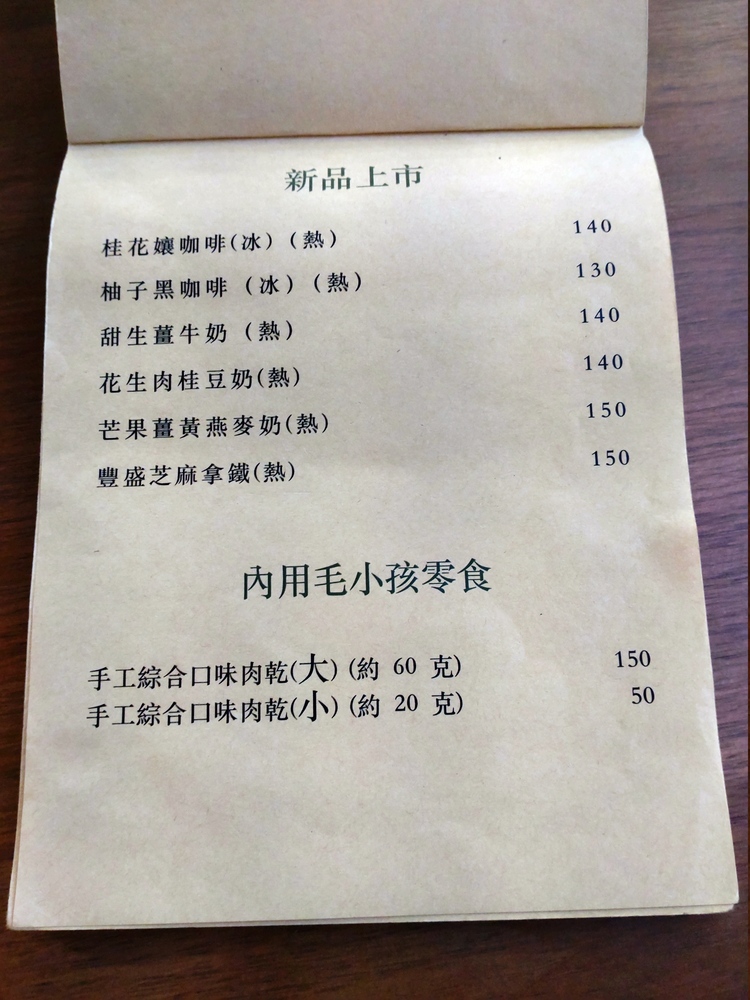 新品上市
桂花孃咖啡(冰) (熱) 140
柚子黑咖啡 (冰) (熱) 130
甜生薑牛奶 (熱) 140
花生肉桂豆奶(熱) 140
芒果薑黃燕麥奶(熱) 150
豐盛芝麻拿鐵(熱) 150
內用毛小孩零食
手工綜合口味肉乾(大) (約 60 克) 150
手工綜合口味肉乾(小) (約 20 克) 50